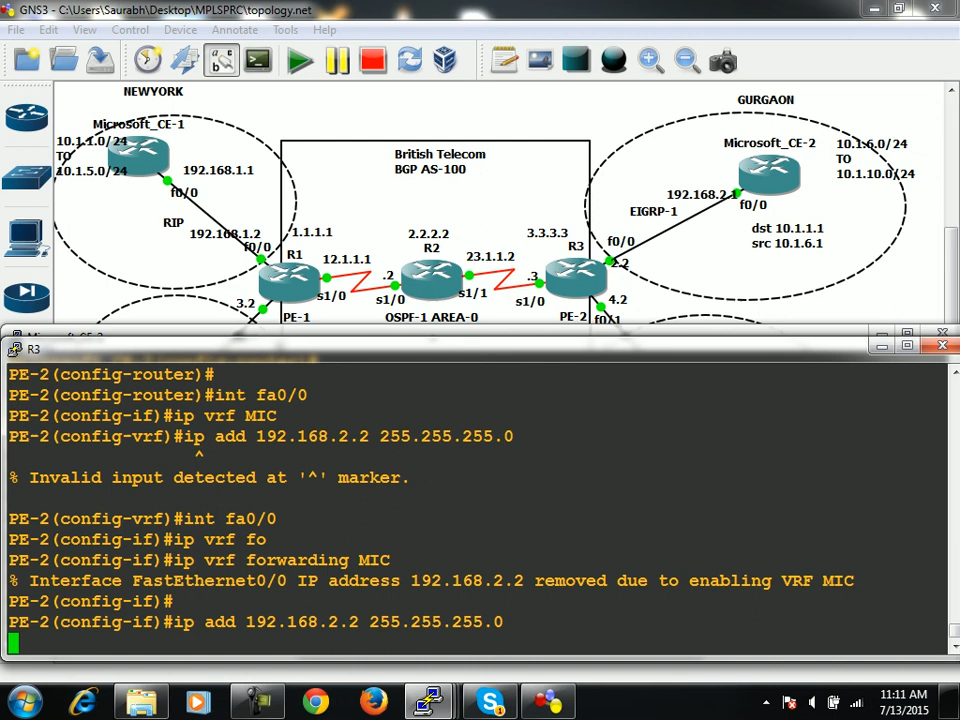 GNS3 - C:\Users\Saurabh\Desktop\MPLSPRC\topology.net
File Edit View Control Device Annotate Tools Help
NEWYORK
GURGAON
Microsoft_CE-1
10.1.1.0/24
TO
10.1.5.0/24
192.168.1.1
f0/0
RIP
192.168.1.2
f0/0
British Telecom
BGP AS-100
1.1.1.1
R1
12.1.1.1
s1/0
PE-1
3.2
2.2.2.2
R2
.2
s1/0
s1/1
OSPF-1 AREA-0
23.1.1.2
3.3.3.3
R3
.3
s1/0
PE-2
f0/0
2.2
4.2
f0/1
Microsoft_CE-2
10.1.6.0/24
TO
10.1.10.0/24
192.168.2.1
f0/0
EIGRP-1
dst 10.1.1.1
src 10.1.6.1
R3
PE-2(config-router)#
PE-2(config-router)#int fa0/0
PE-2(config-if)#ip vrf MIC
PE-2(config-vrf)#ip add 192.168.2.2 255.255.255.0
^
% Invalid input detected at '^' marker.
PE-2(config-vrf)#int fa0/0
PE-2(config-if)#ip vrf fo
PE-2(config-if)#ip vrf forwarding MIC
% Interface FastEthernet0/0 IP address 192.168.2.2 removed due to enabling VRF MIC
PE-2(config-if)#
PE-2(config-if)#ip add 192.168.2.2 255.255.255.0
11:11 AM
7/13/2015